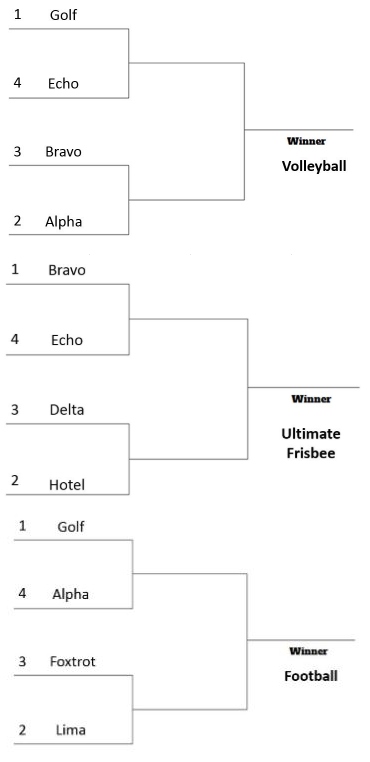 1 Golf
4 Echo
3 Bravo
2 Alpha
Winner
Volleyball
1 Bravo
4 Echo
3 Delta
2 Hotel
Winner
Ultimate
Frisbee
1 Golf
4 Alpha
3 Foxtrot
2 Lima
Winner
Football